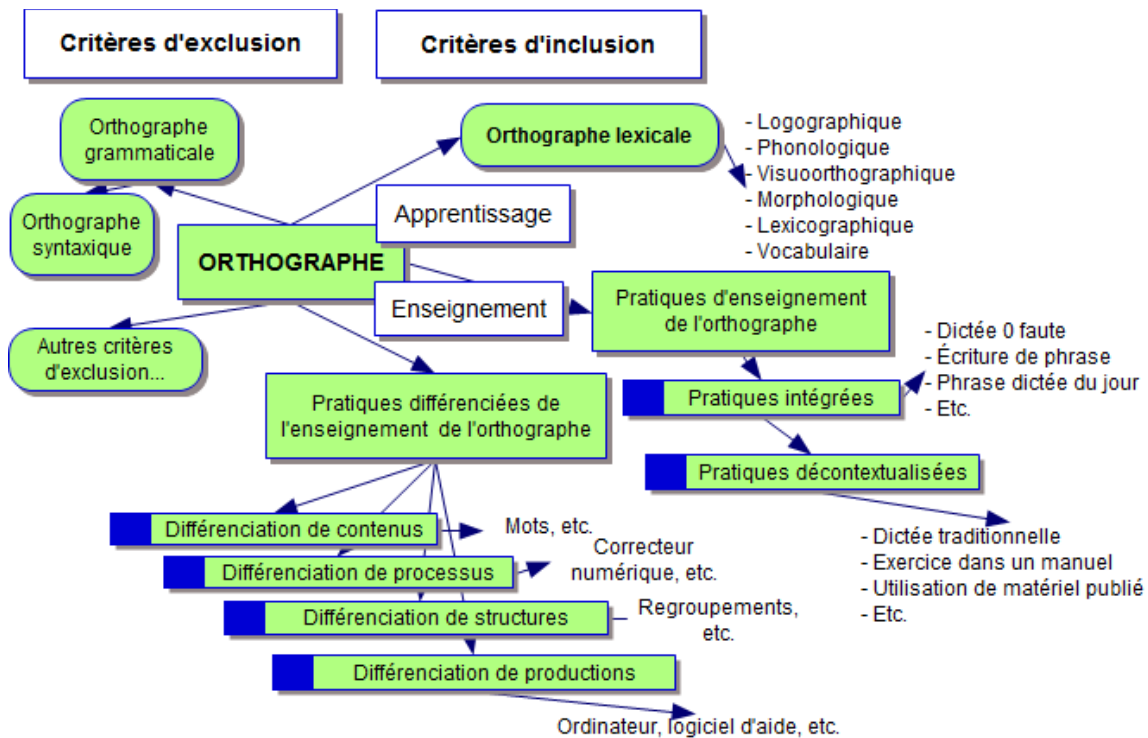 Critères d'exclusion
Critères d'inclusion
Orthographe
grammaticale
Orthographe lexicale
- Logographique
- Phonologique
- Visuoorthographique
- Morphologique
- Lexicographique
- Vocabulaire
Orthographe
syntaxique
Apprentissage
ORTHOGRAPHE
Enseignement
Pratiques d'enseignement
de l'orthographe
Autres critères
d'exclusion...
- Dictée 0 faute
- Écriture de phrase
- Phrase dictée du jour
- Etc.
Pratiques différenciées de
l'enseignement de l'orthographe
Pratiques intégrées
Pratiques décontextualisées
- Dictée traditionnelle
- Exercice dans un manuel
- Utilisation de matériel publié
- Etc.
Différenciation de contenus
Mots, etc.
Différenciation de processus
Correcteur
numérique, etc.
Différenciation de structures
Regroupements,
etc.
Différenciation de productions
Ordinateur, logiciel d'aide, etc.